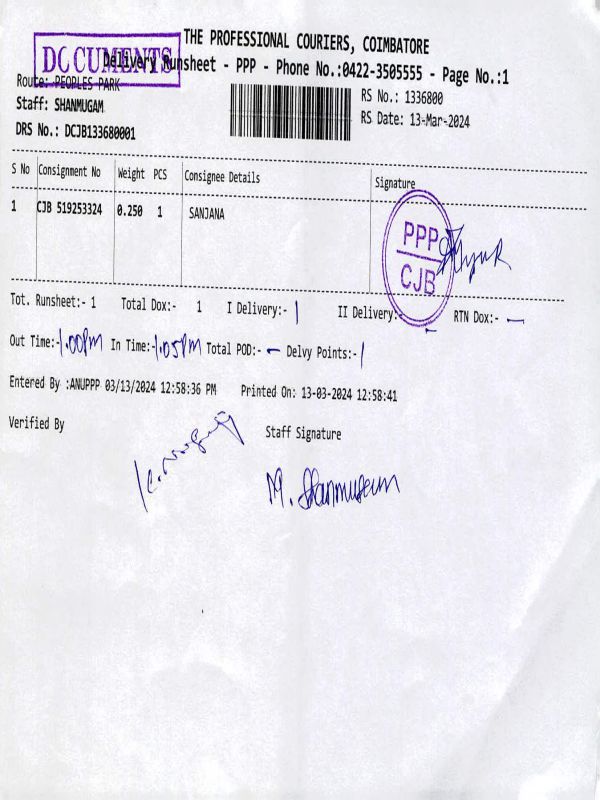 THE PROFESSIONAL COURIERS, COIMBATORE
DOCUMENTS
Delivery Runsheet - PPP - Phone No.:0422-3505555 - Page No.:1
Route: PEOPLES PARK
RS No.: 1336800
Staff: SHANMUGAM
RS Date: 13-Mar-2024
DRS No.: DCJB133680001
S No Consignment No Weight PCS Consignee Details Signature
1 CJB 519253324 0.250 1 SANJANA
PPP
CJB
Tot. Runsheet:- 1 Total Dox:- 1 I Delivery:- 1 II Delivery:- - RTN Dox:- -
Out Time:- 1.00PM In Time:- 1.05PM Total POD:- - Delvy Points:- 1
Entered By :ANUPPP 03/13/2024 12:58:36 PM Printed On: 13-03-2024 12:58:41
Verified By
Staff Signature
M. Shanmugam